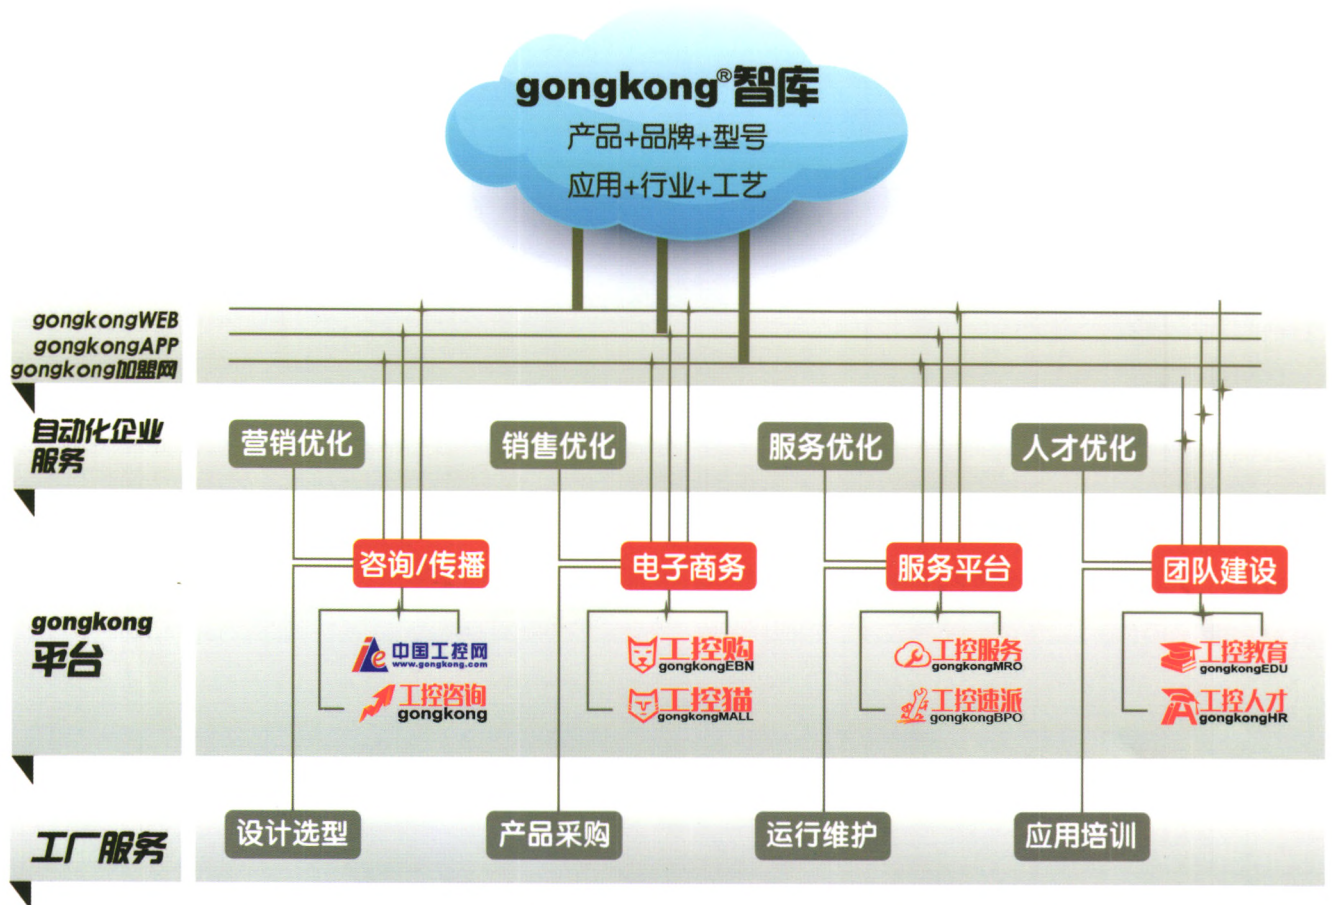 gongkong®智库
产品+品牌+型号
应用+行业+工艺
gongkongWEB
gongkongAPP
gongkong加盟网
自动化企业
服务
营销优化
销售优化
服务优化
人才优化
咨询/传播
电子商务
服务平台
团队建设
gongkong
平台
中国工控网
www.gongkong.com
工控咨询
gongkong
工控购
gongkongEBN
工控猫
gongkongMALL
工控服务
gongkongMRO
工控速派
gongkongBPO
工控教育
gongkongEDU
工控人才
gongkongHR
工厂服务
设计选型
产品采购
运行维护
应用培训